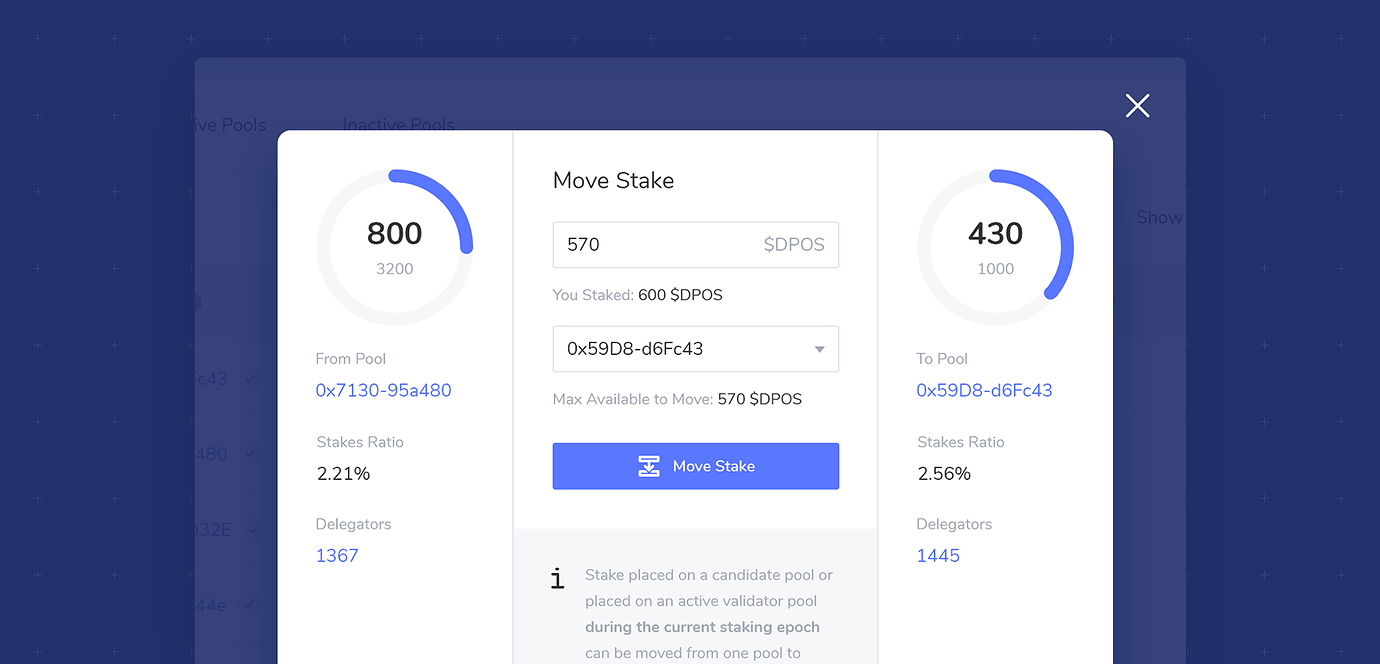 ive Pools
Inactive Pools
Show
Fc43
480
D32E
44e
800
3200
From Pool
0x7130-95a480
Stakes Ratio
2.21%
Delegators
1367
Move Stake
570 $DPOS
You Staked: 600 $DPOS
0x59D8-d6Fc43
Max Available to Move: 570 $DPOS
Move Stake
i
Stake placed on a candidate pool or
placed on an active validator pool
during the current staking epoch
can be moved from one pool to
430
1000
To Pool
0x59D8-d6Fc43
Stakes Ratio
2.56%
Delegators
1445